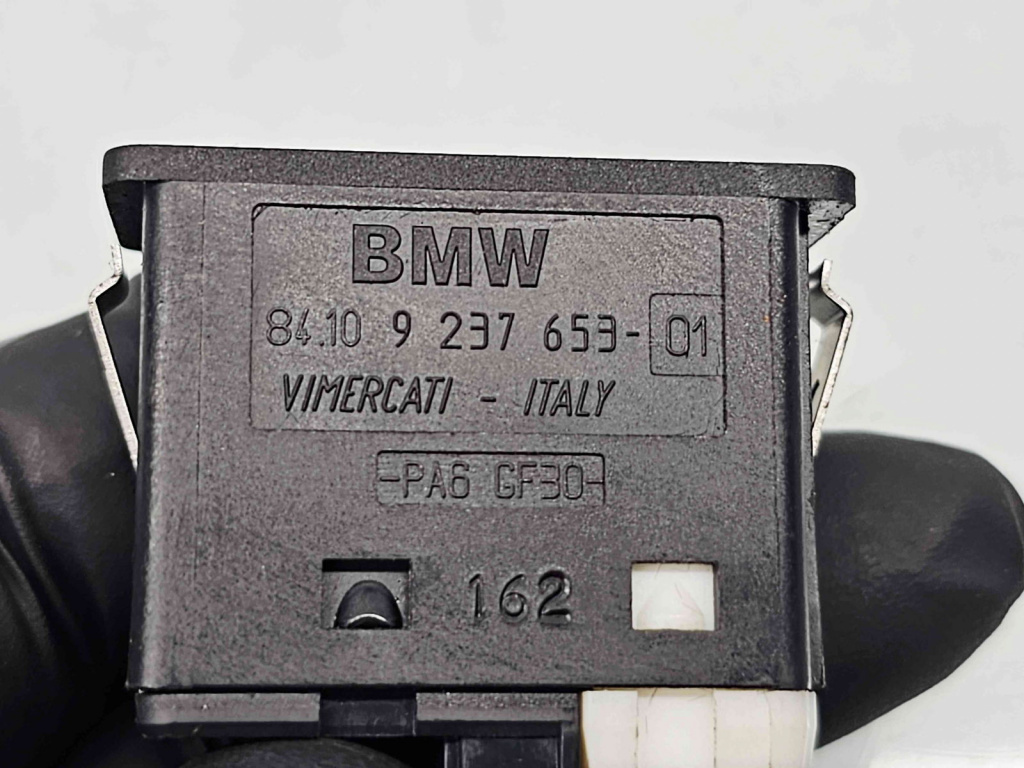 BMW
84.10 9 237 653- 01
VIMERCATI - ITALY
-PA6 GF30-
162